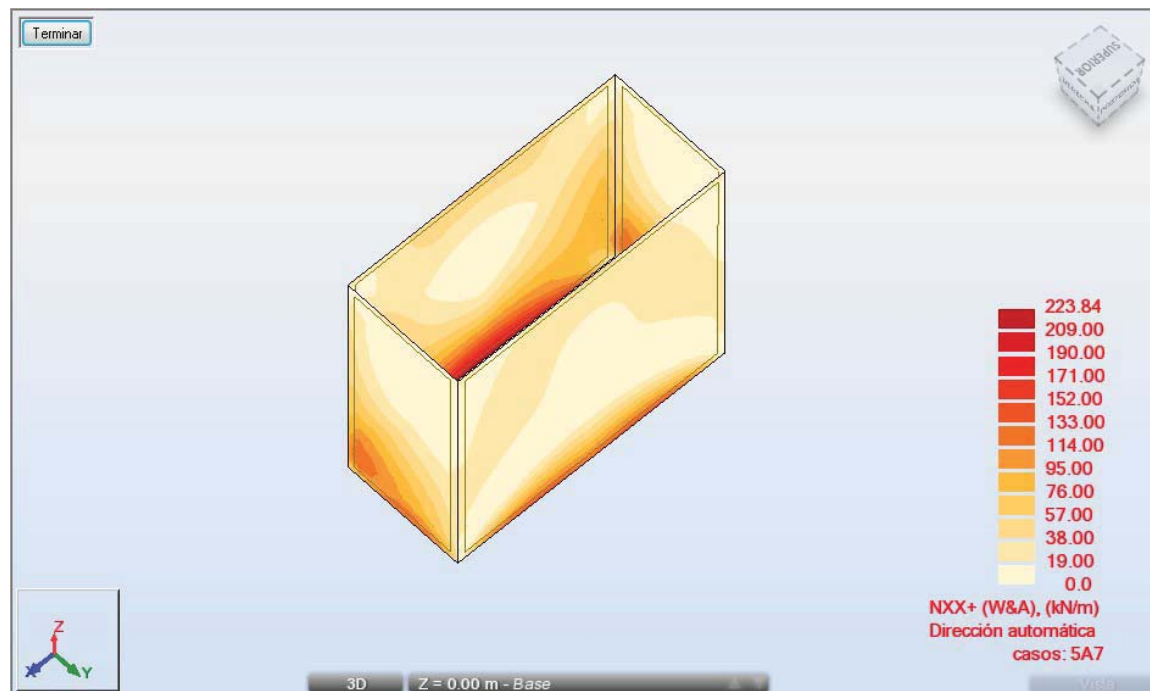 Terminar
SUPERIOR
223.84
209.00
190.00
171.00
152.00
133.00
114.00
95.00
76.00
57.00
38.00
19.00
0.0
NXX+ (W&A), (kN/m)
Dirección automática
casos: 5A7
Z
X
Y
3D
Z = 0.00 m - Base
Vista